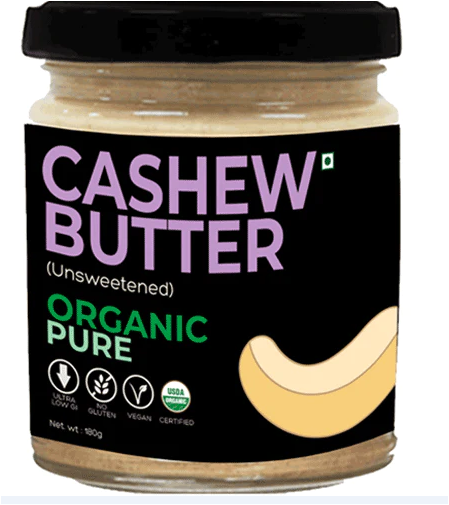 CASHEW
BUTTER
(Unsweetened)
ORGANIC
PURE
ULTRA
LOW GI
NO
GLUTEN
VEGAN
USDA
ORGANIC
CERTIFIED
Net. wt : 180g